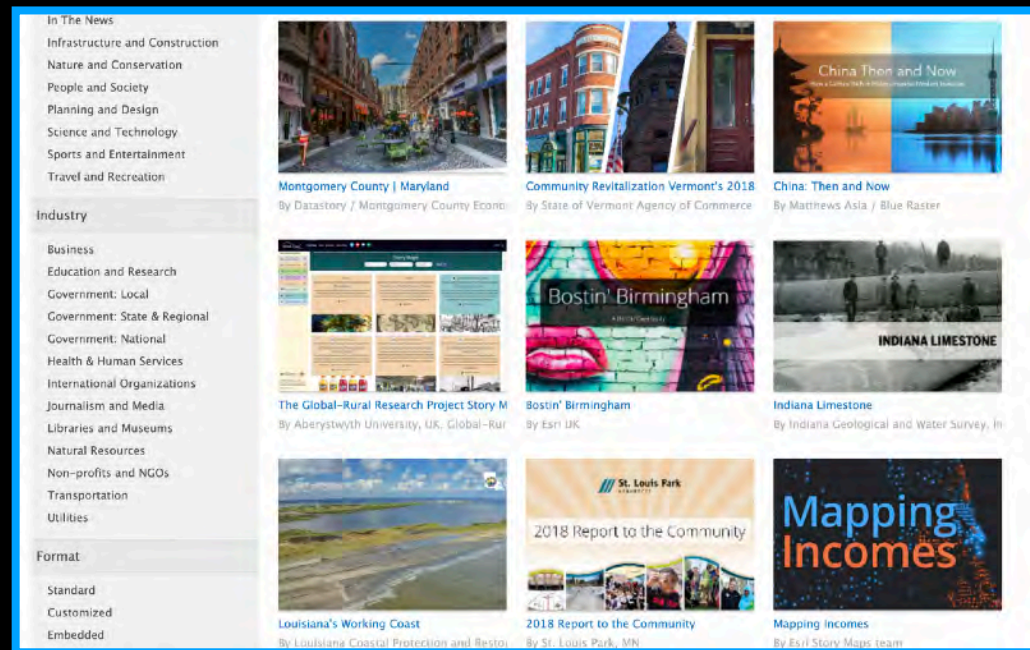 In The News
Infrastructure and Construction
Nature and Conservation
People and Society
Planning and Design
Science and Technology
Sports and Entertainment
Travel and Recreation
Industry
Business
Education and Research
Government: Local
Government: State & Regional
Government: National
Health & Human Services
International Organizations
Journalism and Media
Libraries and Museums
Natural Resources
Non-profits and NGOs
Transportation
Utilities
Format
Standard
Customized
Embedded
Montgomery County | Maryland
By Datastory / Montgomery County Econo
Community Revitalization Vermont's 2018
By State of Vermont Agency of Commerce
China Then and Now
China: Then and Now
By Matthews Asia / Blue Raster
The Global-Rural Research Project Story M
By Aberystwyth University, UK, Global-Rur
Bostin' Birmingham
Bostin' Birmingham
By Esri UK
INDIANA LIMESTONE
Indiana Limestone
By Indiana Geological and Water Survey, In
Louisiana's Working Coast
By Louisiana Coastal Protection and Restor
St. Louis Park
MINNESOTA
2018 Report to the Community
2018 Report to the Community
By St. Louis Park, MN
Mapping
Incomes
Mapping Incomes
By Esri Story Maps team